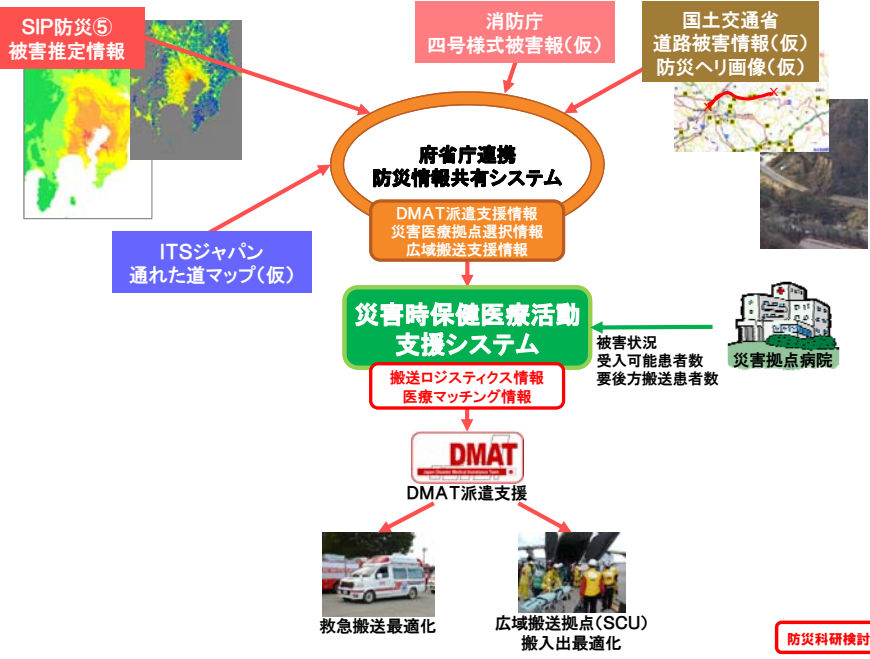 SIP防災⑤
被害推定情報
消防庁
四号様式被害報(仮)
国土交通省
道路被害情報(仮)
防災ヘリ画像(仮)
府省庁連携
防災情報共有システム
DMAT派遣支援情報
災害医療拠点選択情報
広域搬送支援情報
ITSジャパン
通れた道マップ(仮)
災害時保健医療活動
支援システム
被害状況
受入可能患者数
要後方搬送患者数
災害拠点病院
搬送ロジスティクス情報
医療マッチング情報
DMAT
Japan Disaster Medical Assistance Team
DMAT派遣支援
救急搬送最適化
広域搬送拠点(SCU)
搬入出最適化
防災科研検討